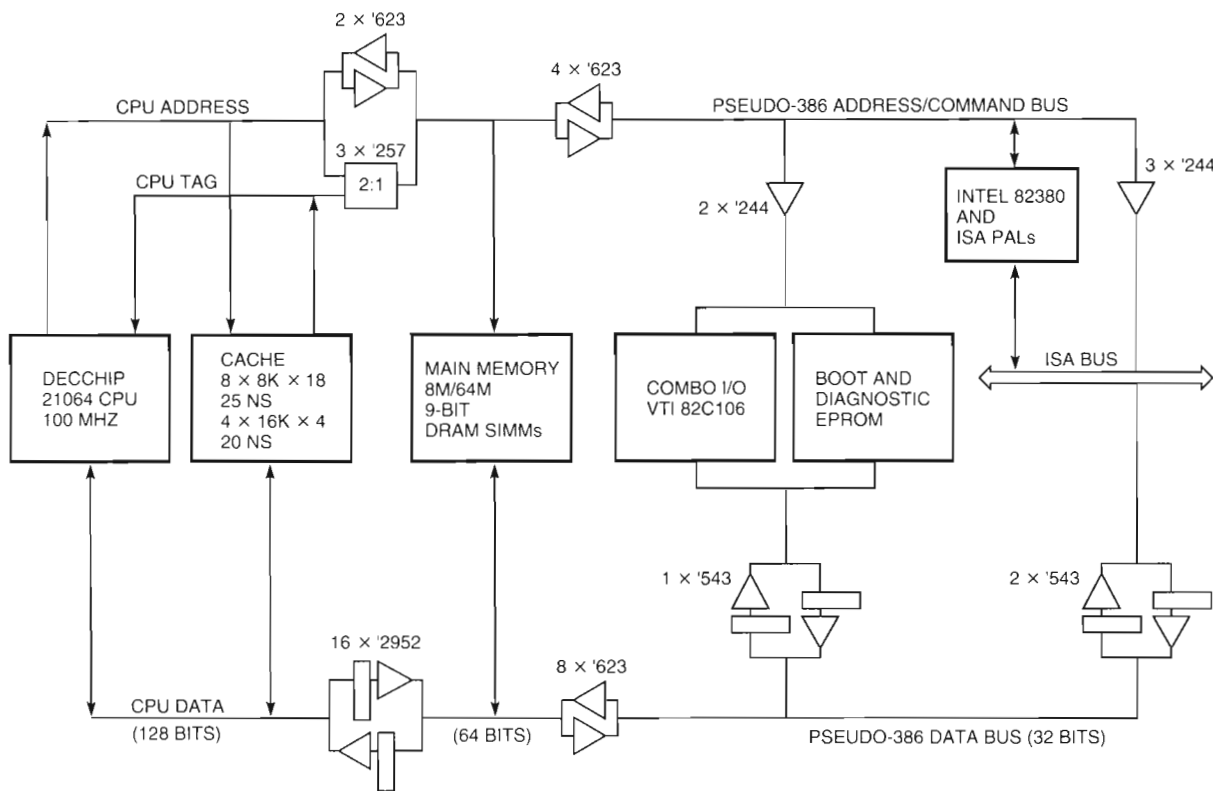 2 × '623
4 × '623
CPU ADDRESS
PSEUDO-386 ADDRESS/COMMAND BUS
3 × '257
2:1
CPU TAG
2 × '244
INTEL 82380
AND
ISA PALs
3 × '244
DECCHIP
21064 CPU
100 MHZ
CACHE
8 × 8K × 18
25 NS
4 × 16K × 4
20 NS
MAIN MEMORY
8M/64M
9-BIT
DRAM SIMMs
COMBO I/O
VTI 82C106
BOOT AND
DIAGNOSTIC
EPROM
ISA BUS
1 × '543
2 × '543
16 × '2952
8 × '623
CPU DATA
(128 BITS)
(64 BITS)
PSEUDO-386 DATA BUS (32 BITS)